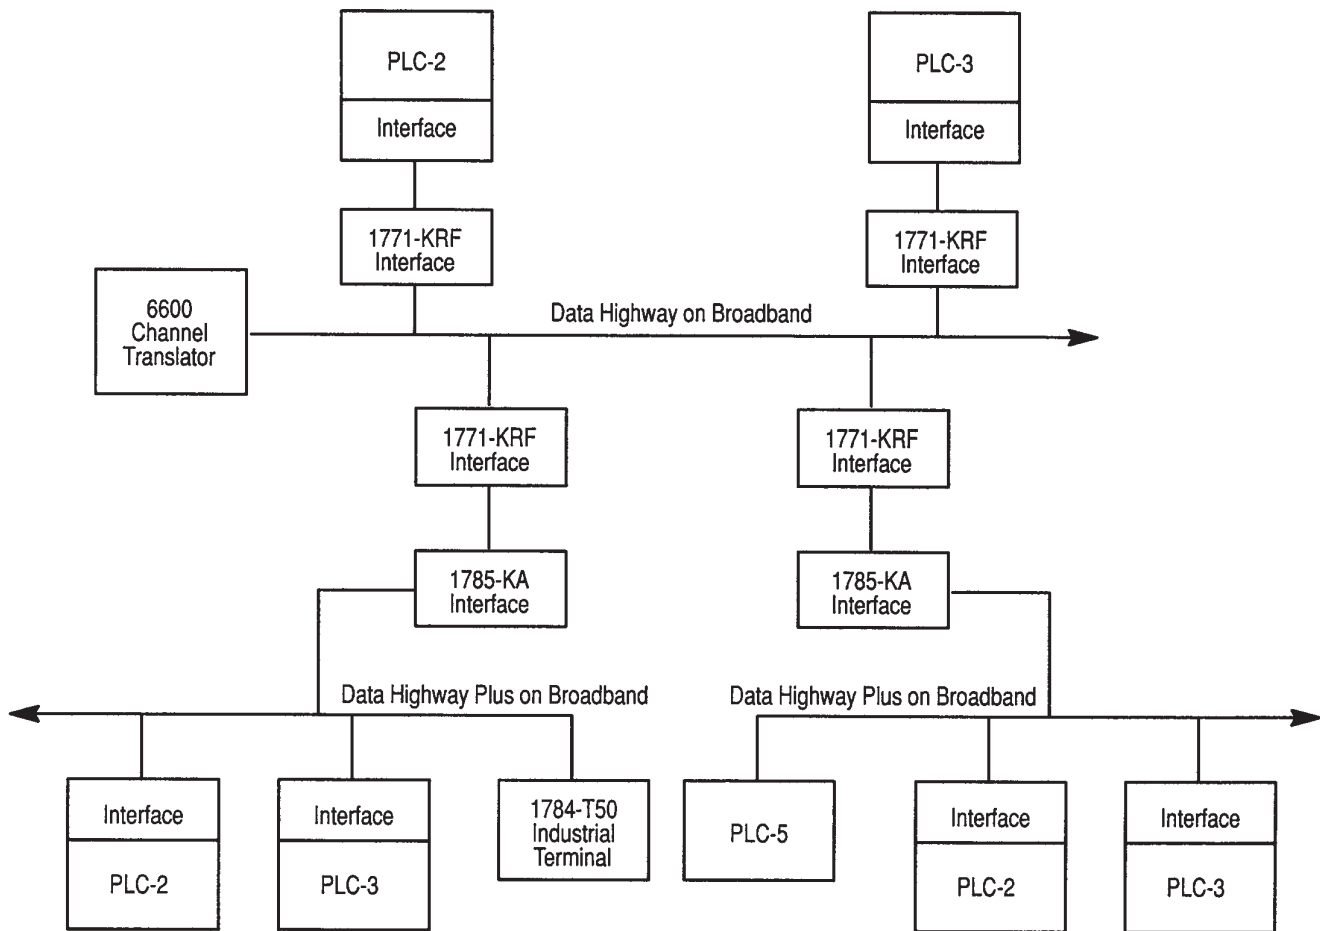 PLC-2
Interface
PLC-3
Interface
1771-KRF
Interface
1771-KRF
Interface
6600
Channel
Translator
Data Highway on Broadband
1771-KRF
Interface
1771-KRF
Interface
1785-KA
Interface
1785-KA
Interface
Data Highway Plus on Broadband
Data Highway Plus on Broadband
Interface
PLC-2
Interface
PLC-3
1784-T50
Industrial
Terminal
PLC-5
Interface
PLC-2
Interface
PLC-3